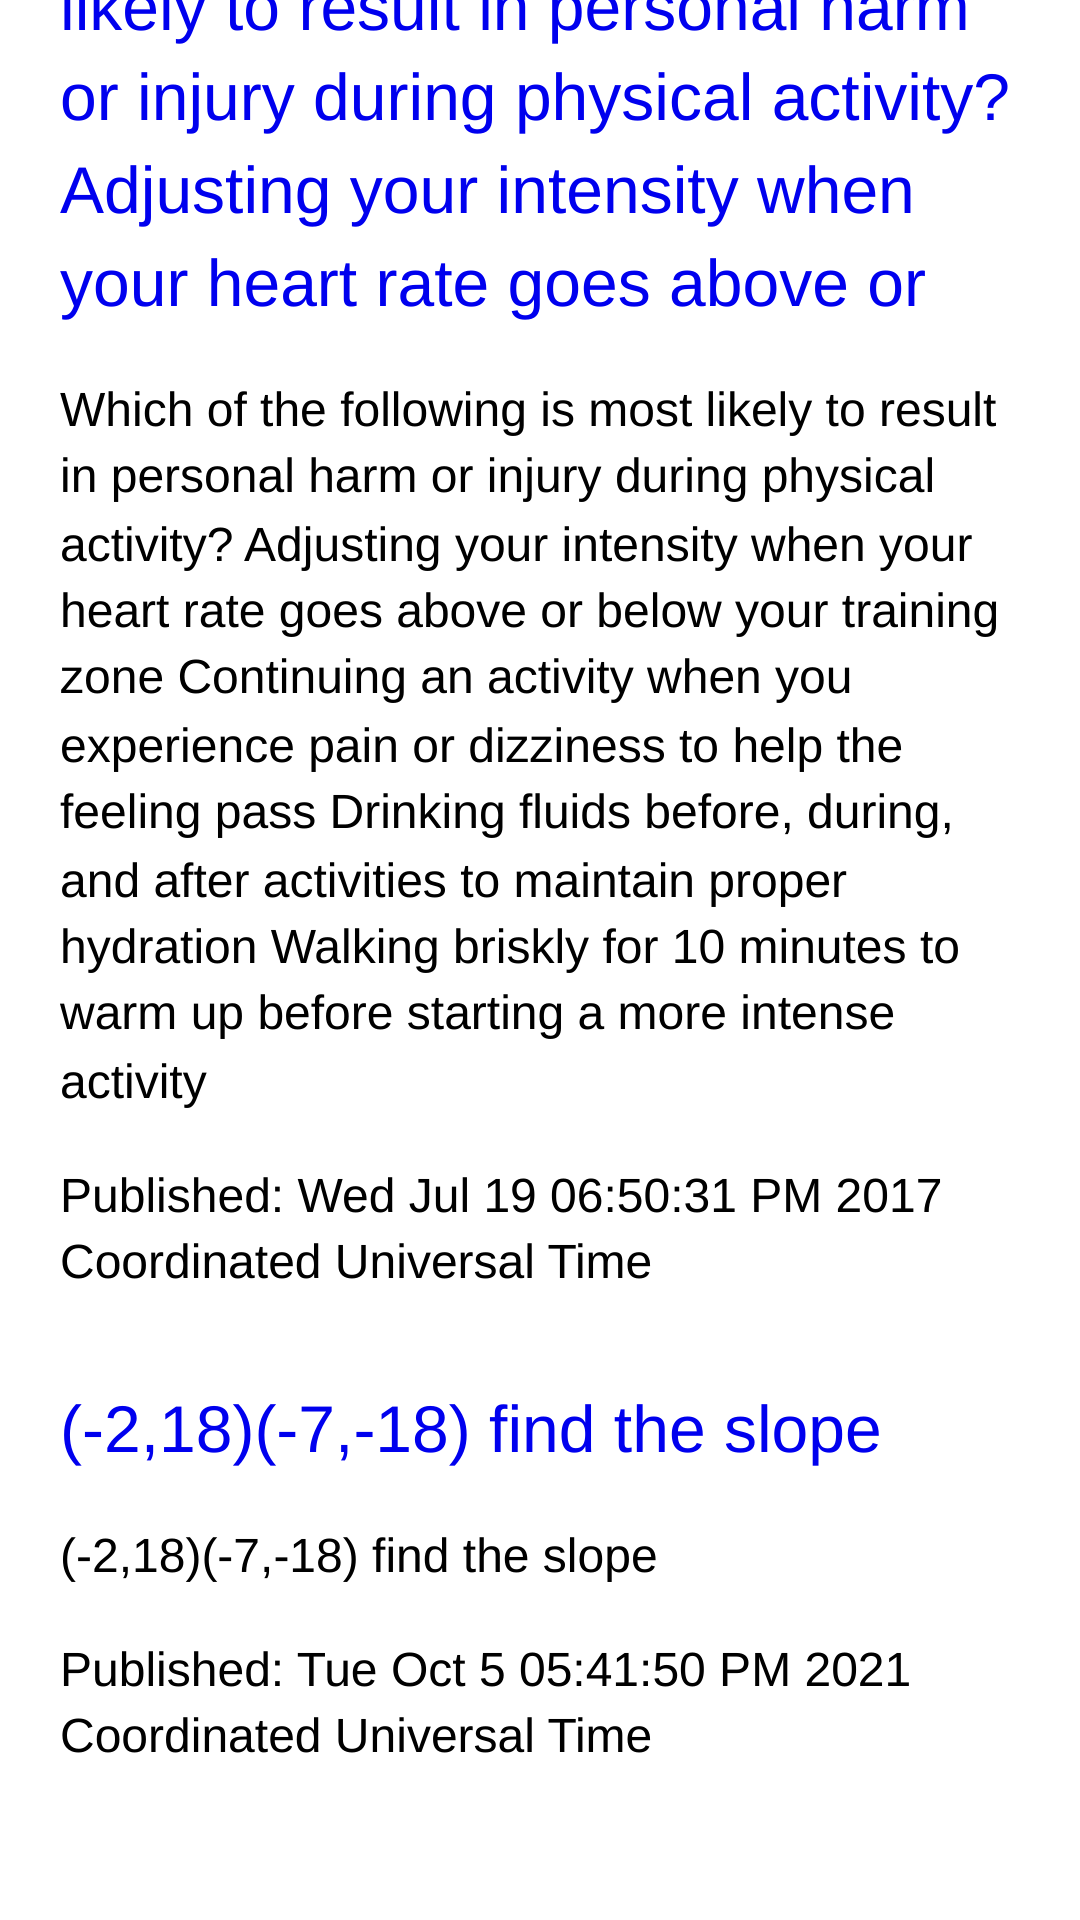 likely to result in personal harm
or injury during physical activity?
Adjusting your intensity when
your heart rate goes above or
Which of the following is most likely to result
in personal harm or injury during physical
activity? Adjusting your intensity when your
heart rate goes above or below your training
zone Continuing an activity when you
experience pain or dizziness to help the
feeling pass Drinking fluids before, during,
and after activities to maintain proper
hydration Walking briskly for 10 minutes to
warm up before starting a more intense
activity
Published: Wed Jul 19 06:50:31 PM 2017
Coordinated Universal Time
(-2,18)(-7,-18) find the slope
(-2,18)(-7,-18) find the slope
Published: Tue Oct 5 05:41:50 PM 2021
Coordinated Universal Time